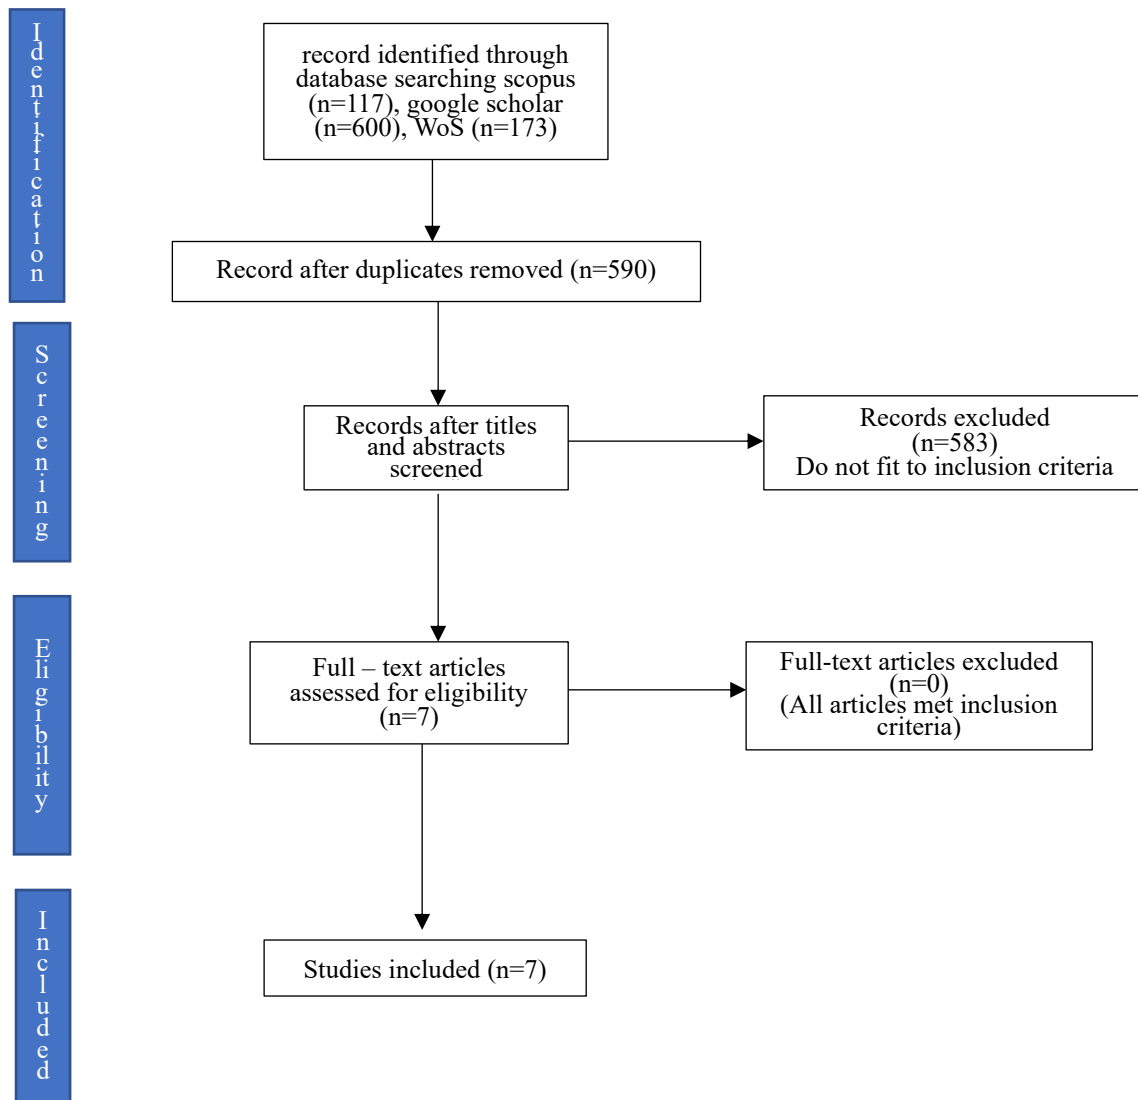 Identification
record identified through
database searching scopus
(n=117), google scholar
(n=600), WoS (n=173)
Record after duplicates removed (n=590)
Screening
Records after titles
and abstracts
screened
Records excluded
(n=583)
Do not fit to inclusion criteria
Eligibility
Full – text articles
assessed for eligibility
(n=7)
Full-text articles excluded
(n=0)
(All articles met inclusion
criteria)
Included
Studies included (n=7)